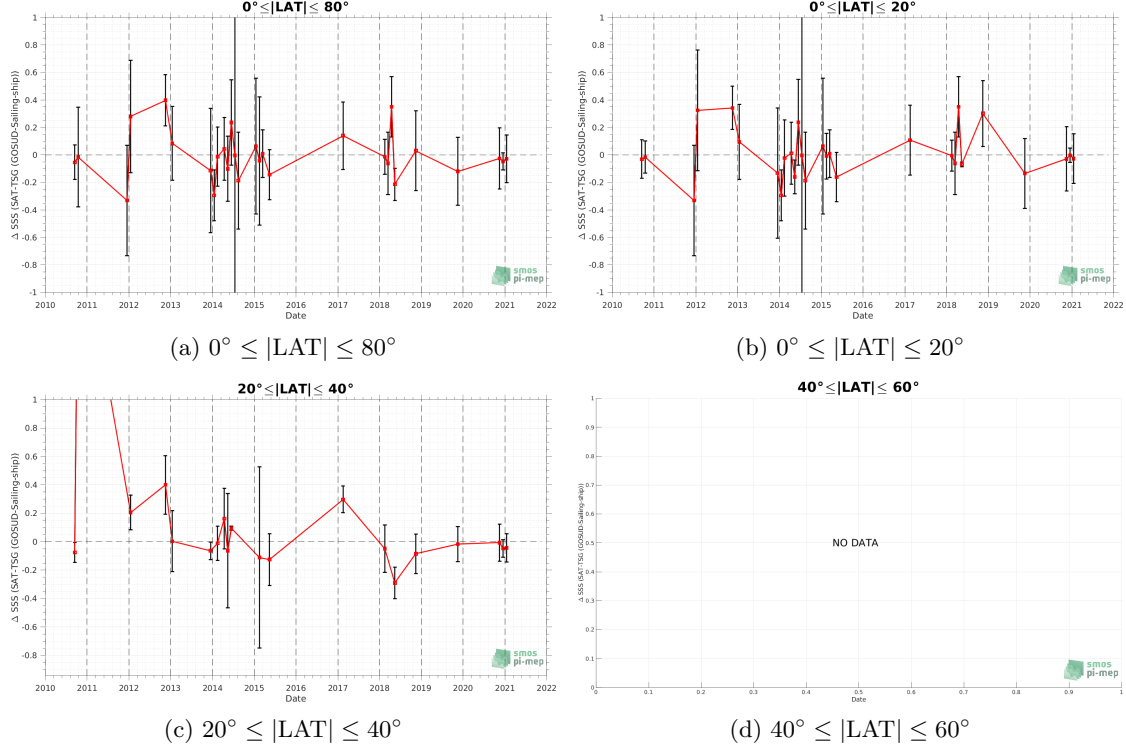 0°≤|LAT|≤ 80°
Δ SSS (SAT-TSG (GOSUD-Sailing-ship))
1
0.8
0.6
0.4
0.2
0
-0.2
-0.4
-0.6
-0.8
-1
2010 2011 2012 2013 2014 2015 2016 2017 2018 2019 2020 2021 2022
Date
smos
pi-mep
(a) 0° ≤ |LAT| ≤ 80°
0°≤|LAT|≤ 20°
Δ SSS (SAT-TSG (GOSUD-Sailing-ship))
1
0.8
0.6
0.4
0.2
0
-0.2
-0.4
-0.6
-0.8
-1
2010 2011 2012 2013 2014 2015 2016 2017 2018 2019 2020 2021 2022
Date
smos
pi-mep
(b) 0° ≤ |LAT| ≤ 20°
20°≤|LAT|≤ 40°
Δ SSS (SAT-TSG (GOSUD-Sailing-ship))
1
0.8
0.6
0.4
0.2
0
-0.2
-0.4
-0.6
-0.8
2010 2011 2012 2013 2014 2015 2016 2017 2018 2019 2020 2021 2022
Date
smos
pi-mep
(c) 20° ≤ |LAT| ≤ 40°
40°≤|LAT|≤ 60°
Δ SSS (SAT-TSG (GOSUD-Sailing-ship))
1
0.9
0.8
0.7
0.6
0.5
0.4
0.3
0.2
0.1
0
NO DATA
0 0.1 0.2 0.3 0.4 0.5 0.6 0.7 0.8 0.9 1
Date
smos
pi-mep
(d) 40° ≤ |LAT| ≤ 60°